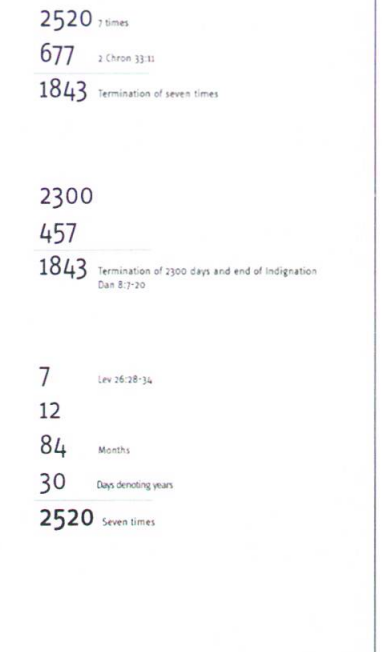 2520 7 times
677 2 Chron 33:11
1843 Termination of seven times
2300
457
1843 Termination of 2300 days and end of Indignation
Dan 8:7-20
7 Lev 26:28-34
12
84 Months
30 Days denoting years
2520 Seven times